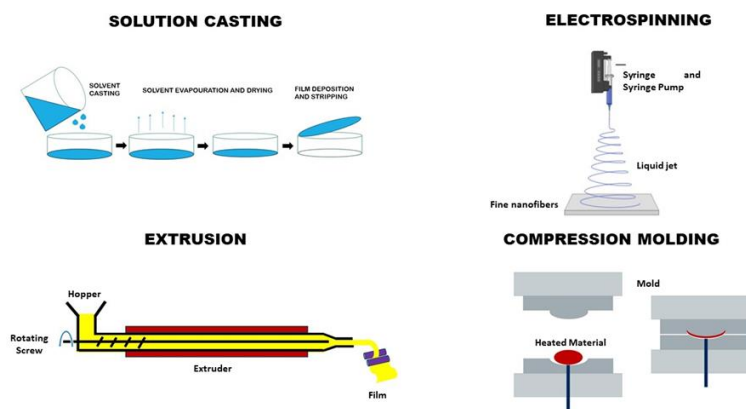 SOLUTION CASTING
SOLVENT
CASTING
SOLVENT EVAPOURATION AND DRYING
FILM DEPOSITION
AND STRIPPING
ELECTROSPINNING
Syringe and
Syringe Pump
Liquid jet
Fine nanofibers
EXTRUSION
Hopper
Rotating
Screw
Extruder
Film
COMPRESSION MOLDING
Mold
Heated Material